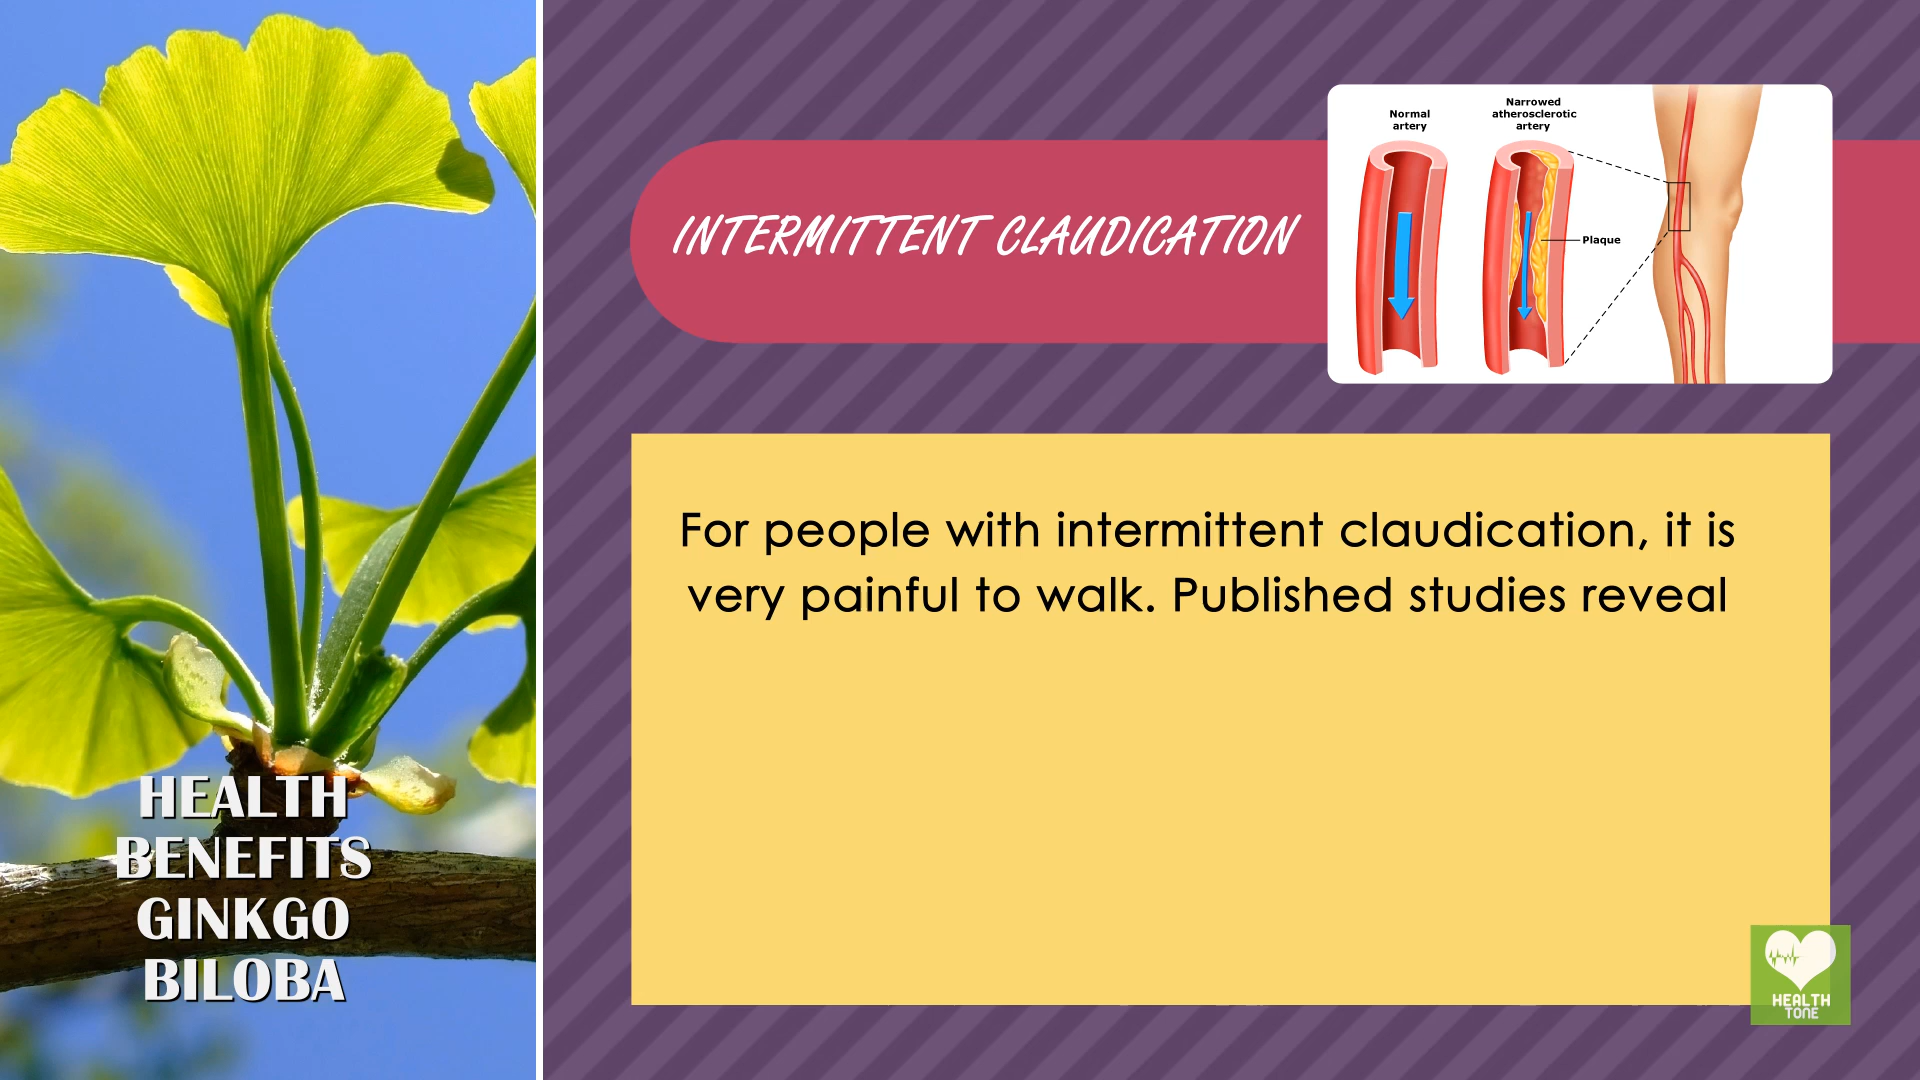 INTERMITTENT CLAUDICATION
Normal
artery
Narrowed
atherosclerotic
artery
Plaque
For people with intermittent claudication, it is
very painful to walk. Published studies reveal
HEALTH
BENEFITS
GINKGO
BILOBA
HEALTH
TONE